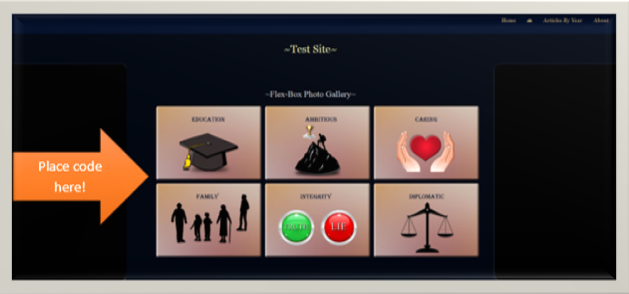 Home
Articles By Year
About
~Test Site~
~Flex-Box Photo Gallery~
EDUCATION
AMBITIOUS
CARING
Place code
here!
FAMILY
INTENSITY
DIPLOMATIC
TRUTH
LIE